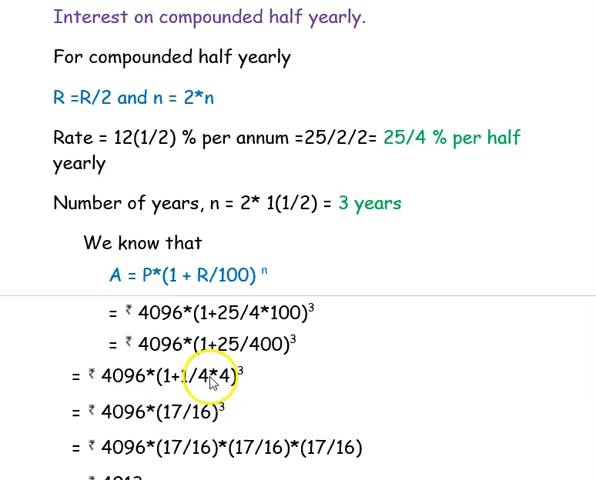 Interest on compounded half yearly.
For compounded half yearly
R =R/2 and n = 2*n
Rate = 12(1/2) % per annum =25/2/2= 25/4 % per half
yearly
Number of years, n = 2* 1(1/2) = 3 years
We know that
A = P*(1 + R/100) ⁿ
= ₹ 4096*(1+25/4*100)³
= ₹ 4096*(1+25/400)³
= ₹ 4096*(1+1/4*4)³
= ₹ 4096*(17/16)³
= ₹ 4096*(17/16)*(17/16)*(17/16)